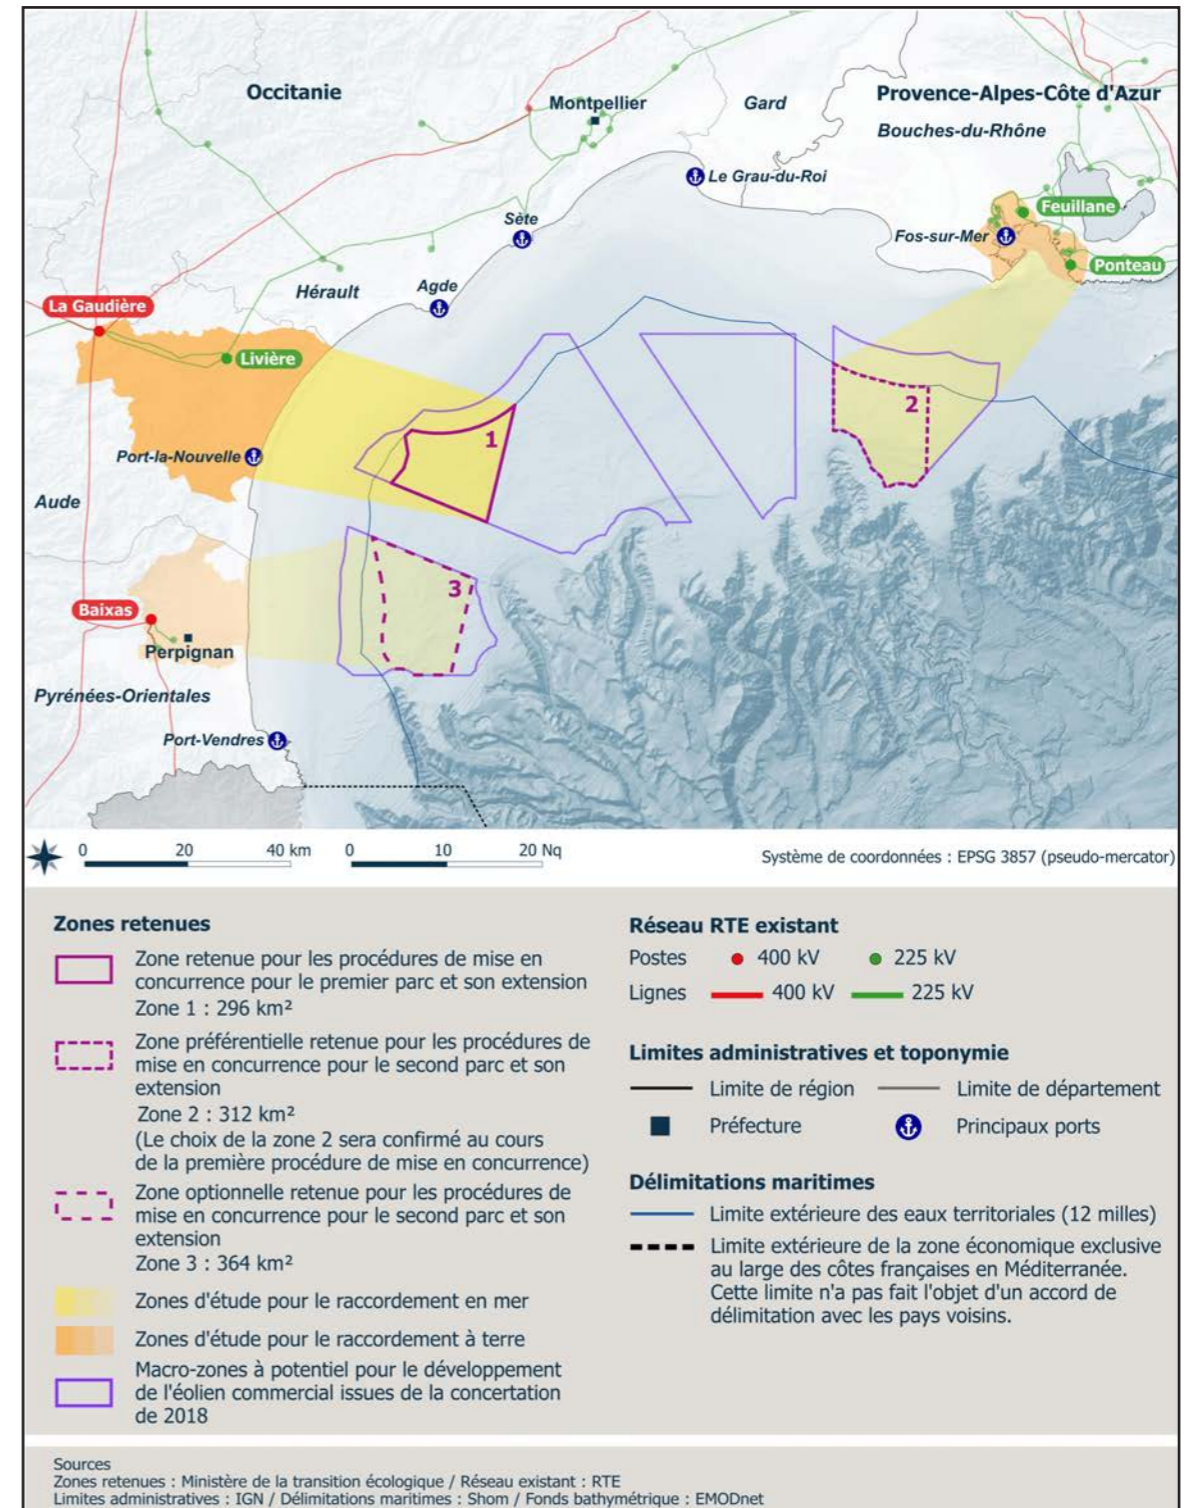 Occitanie
Montpellier
Gard
Provence-Alpes-Côte d'Azur
Bouches-du-Rhône
Le Grau-du-Roi
Feuillane
Sète
Fos-sur-Mer
Ponteau
Hérault
Agde
La Gaudière
Livière
2
1
Port-la-Nouvelle
Aude
3
Baixas
Perpignan
Pyrénées-Orientales
Port-Vendres
0 20 40 km 0 10 20 Nq
Système de coordonnées : EPSG 3857 (pseudo-mercator)
Zones retenues
Zone retenue pour les procédures de mise en
concurrence pour le premier parc et son extension
Zone 1 : 296 km²
Zone préférentielle retenue pour les procédures de
mise en concurrence pour le second parc et son
extension
Zone 2 : 312 km²
(Le choix de la zone 2 sera confirmé au cours
de la première procédure de mise en concurrence)
Zone optionnelle retenue pour les procédures de
mise en concurrence pour le second parc et son
extension
Zone 3 : 364 km²
Zones d'étude pour le raccordement en mer
Zones d'étude pour le raccordement à terre
Macro-zones à potentiel pour le développement
de l'éolien commercial issues de la concertation
de 2018
Réseau RTE existant
Postes 400 kV 225 kV
Lignes 400 kV 225 kV
Limites administratives et toponymie
Limite de région Limite de département
Préfecture Principaux ports
Délimitations maritimes
Limite extérieure des eaux territoriales (12 milles)
Limite extérieure de la zone économique exclusive
au large des côtes françaises en Méditerranée.
Cette limite n'a pas fait l'objet d'un accord de
délimitation avec les pays voisins.
Sources
Zones retenues : Ministère de la transition écologique / Réseau existant : RTE
Limites administratives : IGN / Délimitations maritimes : Shom / Fonds bathymétrique : EMODnet